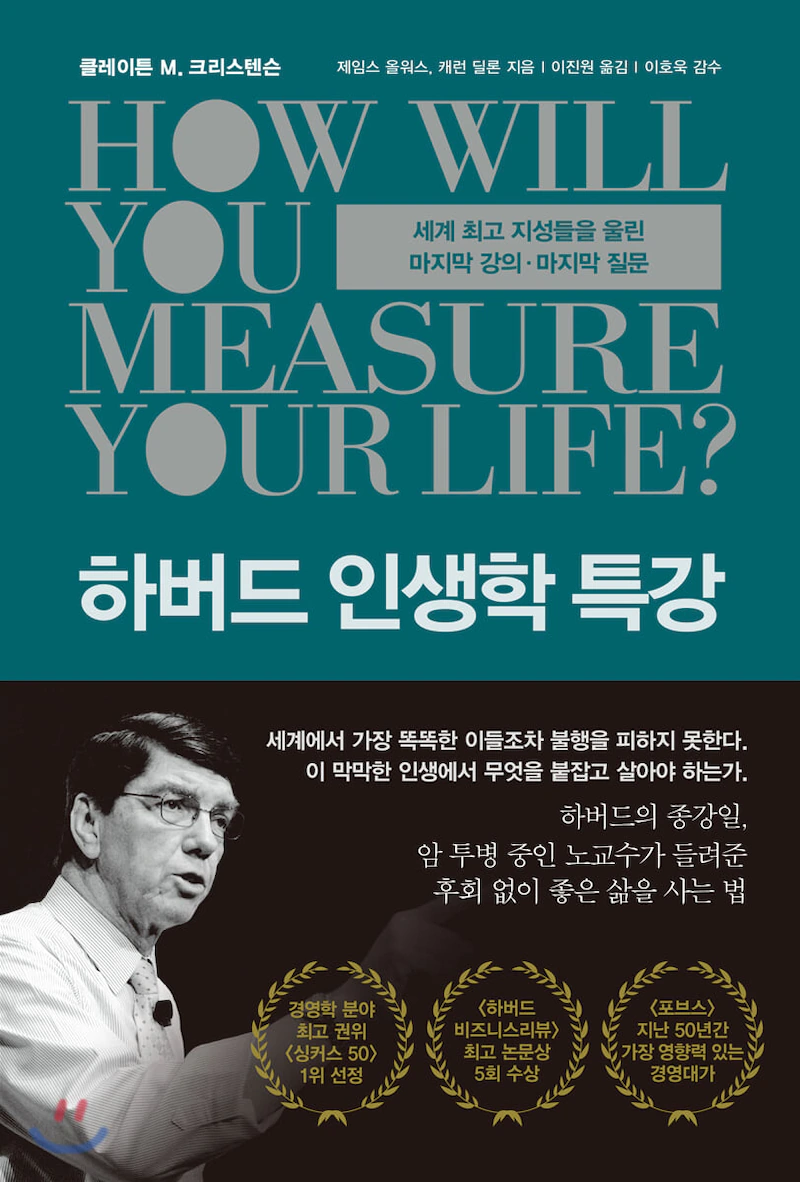 클레이튼 M. 크리스텐슨
제임스 올워스, 캐런 딜론 지음 | 이진원 옮김 | 이호욱 감수
HOW WILL
YOU
세계 최고 지성들을 울린
마지막 강의 · 마지막 질문
MEASURE
YOUR LIFE?
하버드 인생학 특강
세계에서 가장 똑똑한 이들조차 불행을 피하지 못한다.
이 막막한 인생에서 무엇을 붙잡고 살아야 하는가.
하버드의 종강일,
암 투병 중인 노교수가 들려준
후회 없이 좋은 삶을 사는 법
경영학 분야
최고 권위
〈싱커스 50〉
1위 선정
〈하버드
비즈니스리뷰〉
최고 논문상
5회 수상
〈포브스〉
지난 50년간
가장 영향력 있는
경영대가